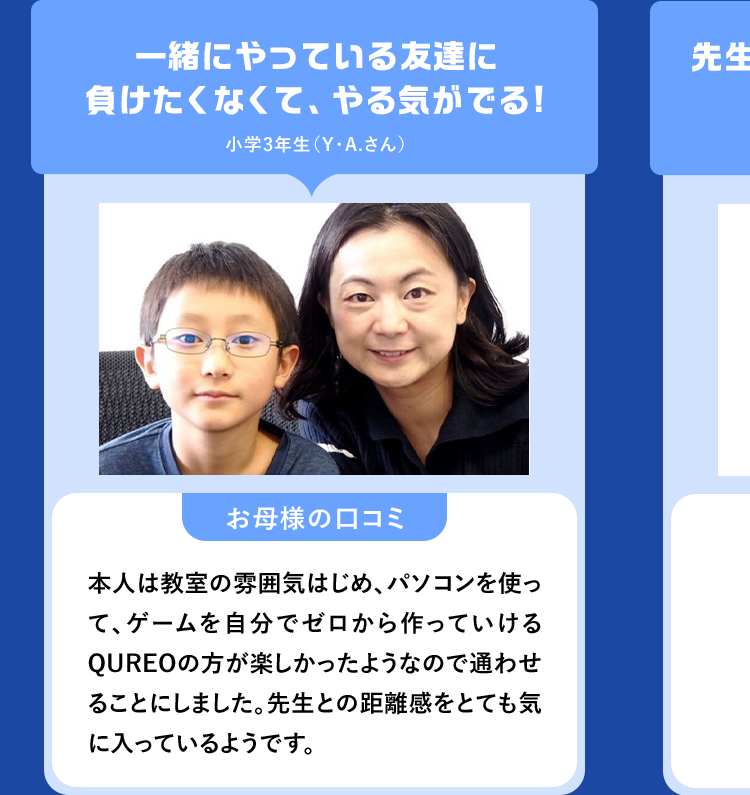 一緒にやっている友達に
負けたくなくて、やる気がでる!
小学3年生（Y・A.さん）
お母様の口コミ
本人は教室の雰囲気はじめ、パソコンを使っ
て、ゲームを自分でゼロから作っていける
QUREOの方が楽しかったようなので通わせ
ることにしました。先生との距離感をとても気
に入っているようです。
先生